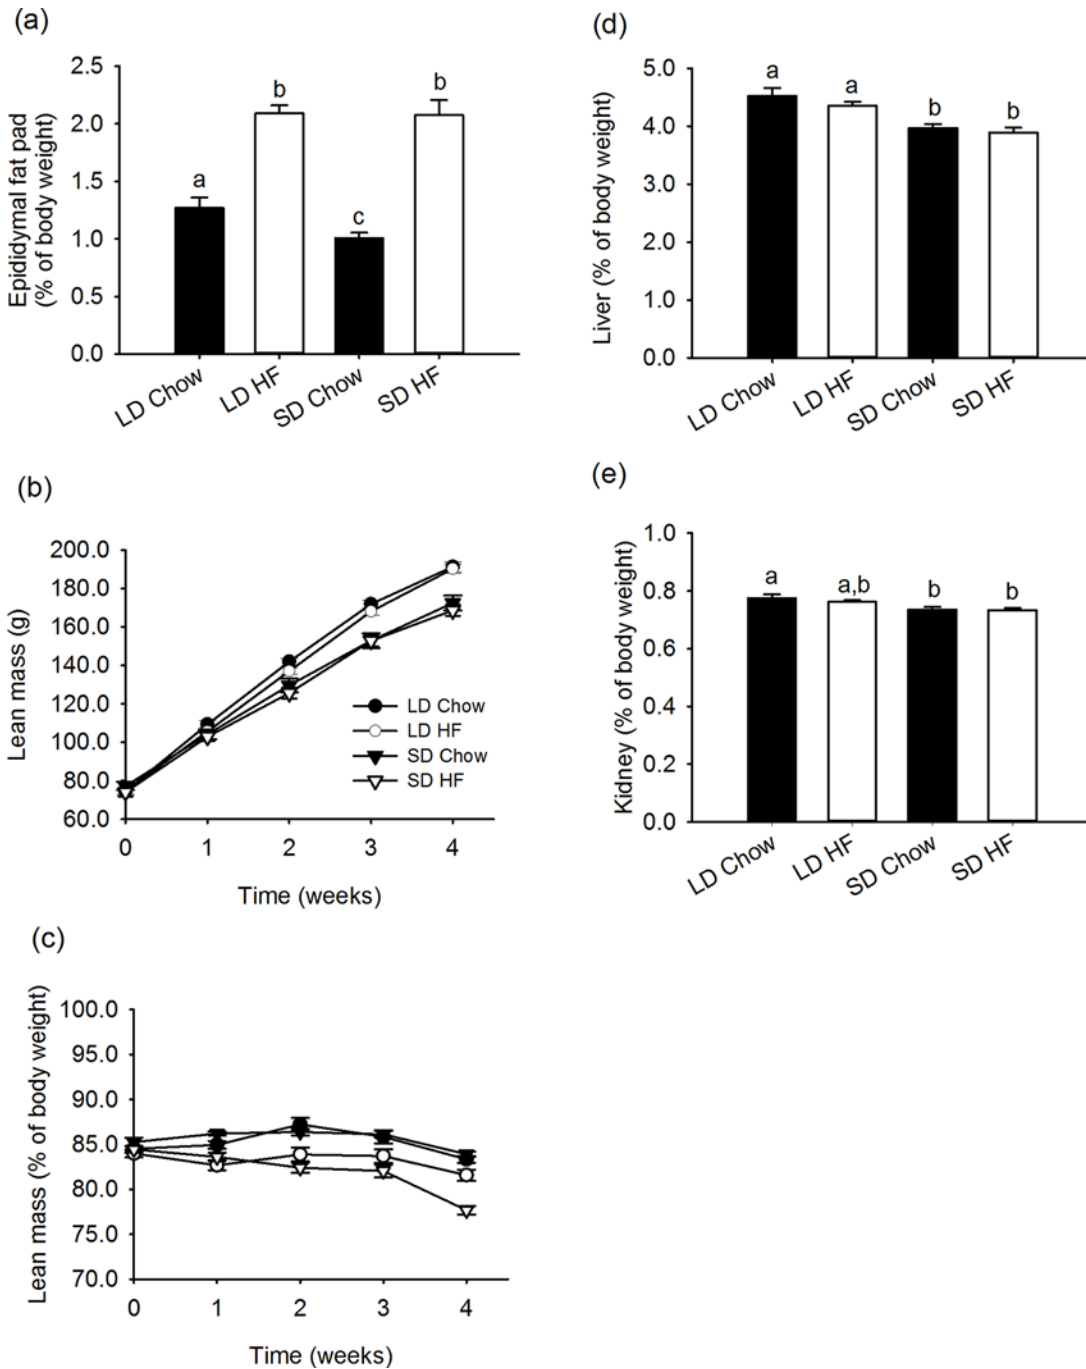 (a)
Epididymal fat pad
(% of body weight)
2.5
2.0
1.5
1.0
0.5
0.0
a
b
c
b
LD Chow
LD HF
SD Chow
SD HF
(b)
Lean mass (g)
200.0
180.0
160.0
140.0
120.0
100.0
80.0
60.0
LD Chow
LD HF
SD Chow
SD HF
0 1 2 3 4
Time (weeks)
(c)
Lean mass (% of body weight)
100.0
95.0
90.0
85.0
80.0
75.0
70.0
0 1 2 3 4
Time (weeks)
(d)
Liver (% of body weight)
5.0
4.0
3.0
2.0
1.0
0.0
a
a
b
b
LD Chow
LD HF
SD Chow
SD HF
(e)
Kidney (% of body weight)
1.0
0.8
0.6
0.4
0.2
0.0
a
a,b
b
b
LD Chow
LD HF
SD Chow
SD HF